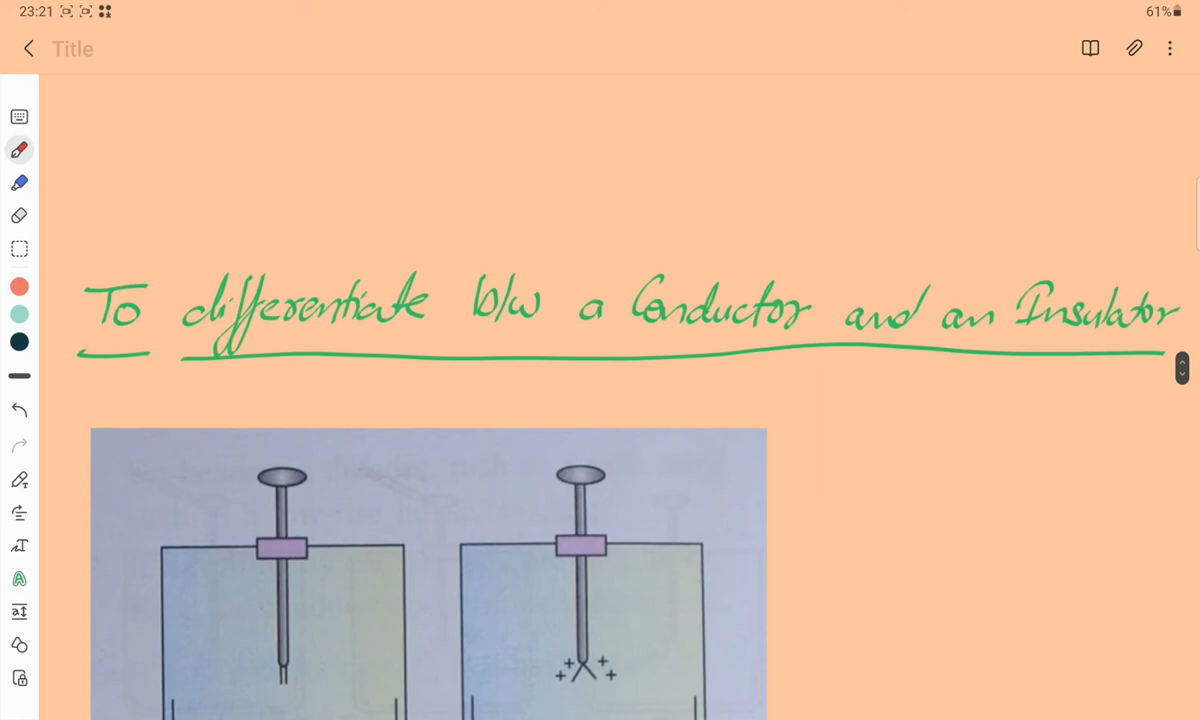 23:21
61%
Title
To differentiate b/w a Conductor and an Insulator
+ + + +